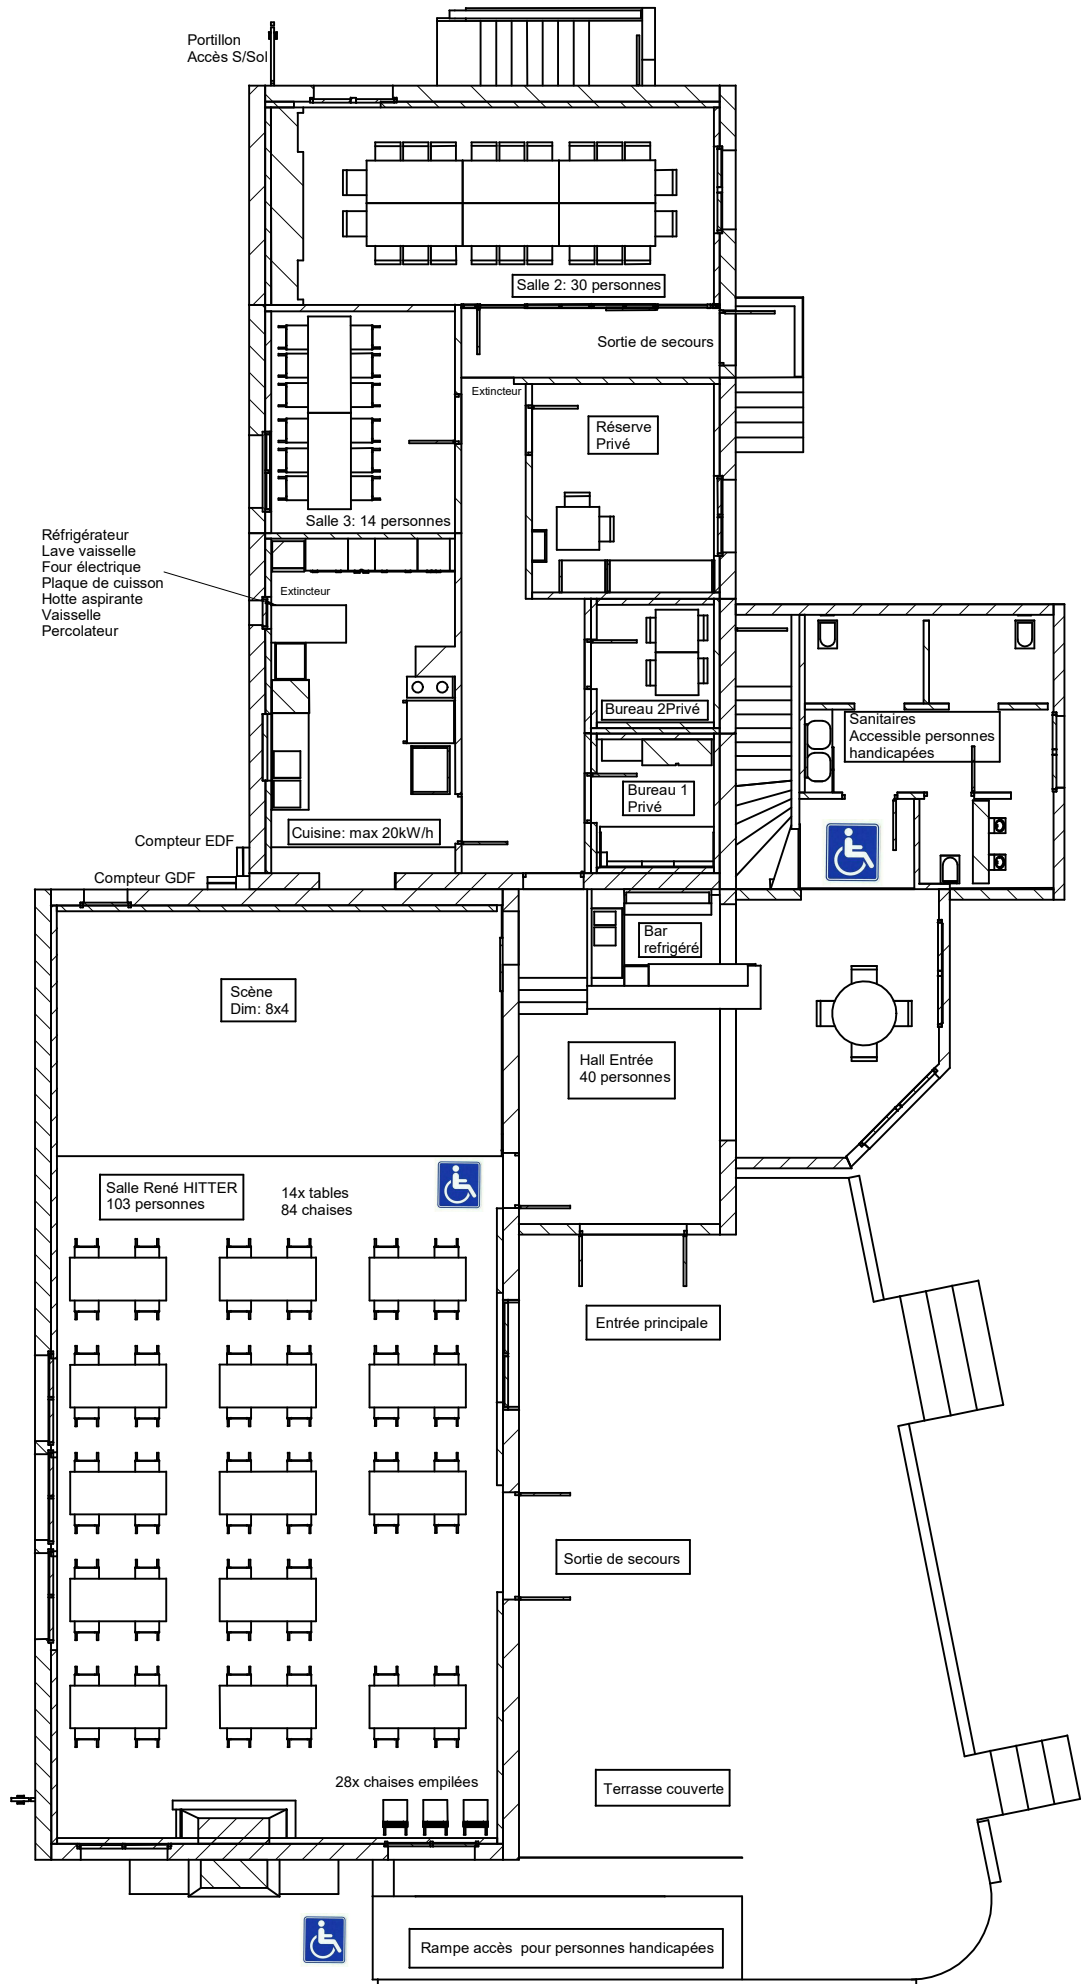 Portillon
Accès S/Sol
Salle 2: 30 personnes
Sortie de secours
Extincteur
Réserve
Privé
Salle 3: 14 personnes
Réfrigérateur
Lave vaisselle
Four électrique
Plaque de cuisson
Hotte aspirante
Vaisselle
Percolateur
Extincteur
Bureau 2Privé
Sanitaires
Accessible personnes
handicapées
Bureau 1
Privé
Cuisine: max 20kW/h
Compteur EDF
Compteur GDF
Bar
refrigéré
Scène
Dim: 8x4
Hall Entrée
40 personnes
Salle René HITTER
103 personnes
14x tables
84 chaises
Entrée principale
Sortie de secours
28x chaises empilées
Terrasse couverte
Rampe accès  pour personnes handicapées